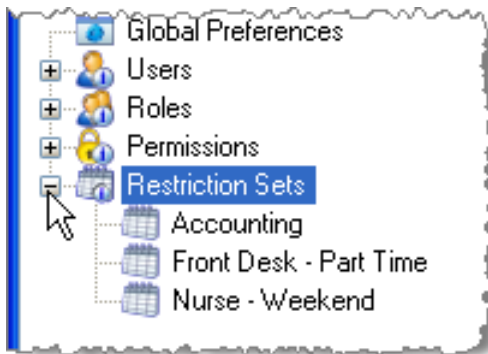 Global Preferences
Users
Roles
Permissions
Restriction Sets
Accounting
Front Desk - Part Time
Nurse - Weekend